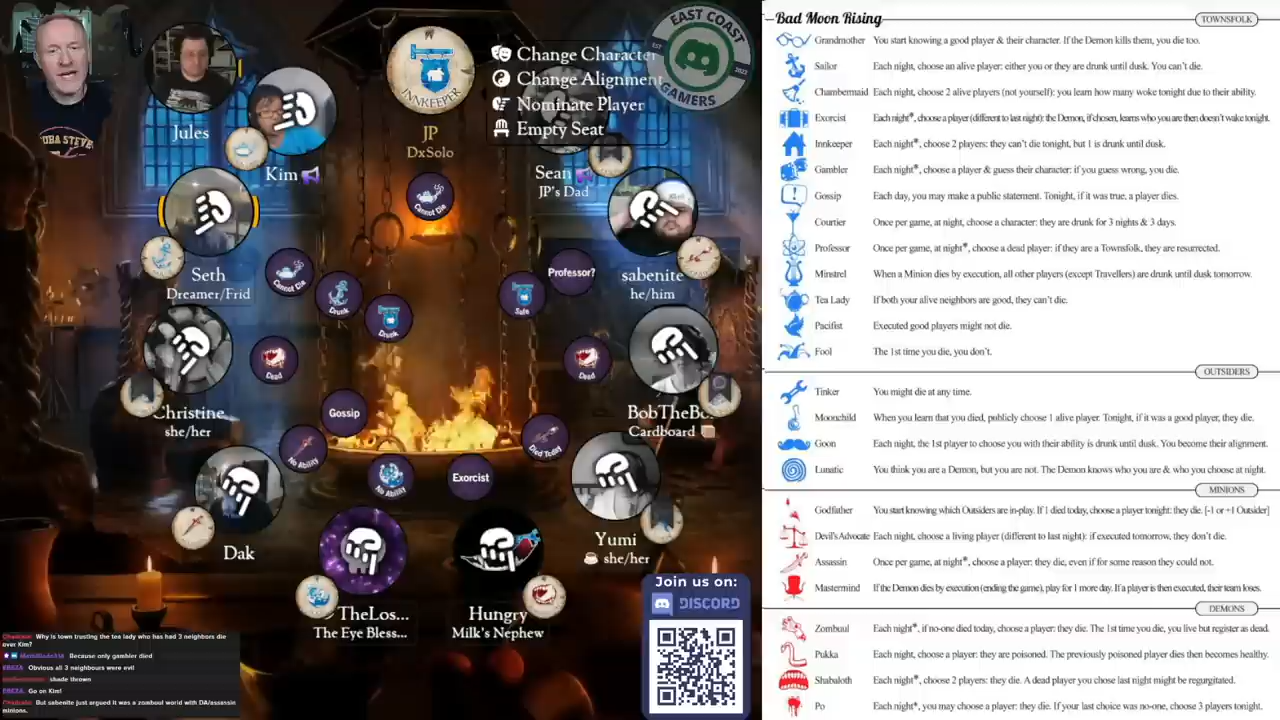 Jules
Kim
INNKEEPER
JP
DxSolo
Cannot Die
Change Character
Change Alignment
Nominate Player
Empty Seat
EAST COAST
GAMERS
Sean
JP's Dad
Seth
Dreamer/Frid
Cannot Die
Drunk
Drunk
Safe
Professor?
sabenite
he/him
Christine
she/her
Dead
Gossip
No Ability
No Ability
Exorcist
Died Today
Dead
BobTheBo
Cardboard
Dak
TheLos...
The Eye Bless...
Hungry
Milk's Nephew
Yumi
she/her
Join us on:
DISCORD
Why is town trusting the tea lady who has had 3 neighbors die
over Kim?
Because only gambler died
Obvious all 3 neighbours were evil
shade thrown
Go on Kim!
But sabenite just argued it was a zombuul world with DA/assassin
minions.
Bad Moon Rising
TOWNSFOLK
Grandmother You start knowing a good player & their character. If the Demon kills them, you die too.
Sailor Each night, choose an alive player: either you or they are drunk until dusk. You can't die.
Chambermaid Each night, choose 2 alive players (not yourself): you learn how many woke tonight due to their ability.
Exorcist Each night*, choose a player (different to last night): the Demon, if chosen, learns who you are then doesn't wake tonight.
Innkeeper Each night*, choose 2 players: they can't die tonight, but 1 is drunk until dusk.
Gambler Each night*, choose a player & guess their character: if you guess wrong, you die.
Gossip Each day, you may make a public statement. Tonight, if it was true, a player dies.
Courtier Once per game, at night, choose a character: they are drunk for 3 nights & 3 days.
Professor Once per game, at night*, choose a dead player: if they are a Townsfolk, they are resurrected.
Minstrel When a Minion dies by execution, all other players (except Travellers) are drunk until dusk tomorrow.
Tea Lady If both your alive neighbors are good, they can't die.
Pacifist Executed good players might not die.
Fool The 1st time you die, you don't.
OUTSIDERS
Tinker You might die at any time.
Moonchild When you learn that you died, publicly choose 1 alive player. Tonight, if it was a good player, they die.
Goon Each night, the 1st player to choose you with their ability is drunk until dusk. You become their alignment.
Lunatic You think you are a Demon, but you are not. The Demon knows who you are & who you choose at night.
MINIONS
Godfather You start knowing which Outsiders are in-play. If 1 died today, choose a player tonight: they die. [-1 or +1 Outsider]
Devil's Advocate Each night, choose a living player (different to last night): if executed tomorrow, they don't die.
Assassin Once per game, at night*, choose a player: they die, even if for some reason they could not.
Mastermind If the Demon dies by execution (ending the game), play for 1 more day. If a player is then executed, their team loses.
DEMONS
Zombuul Each night*, if no-one died today, choose a player: they die. The 1st time you die, you live but register as dead.
Pukka Each night, choose a player: they are poisoned. The previously poisoned player dies then becomes healthy.
Shabaloth Each night*, choose 2 players: they die. A dead player you chose last night might be regurgitated.
Po Each night*, you may choose a player: they die. If your last choice was no-one, choose 3 players tonight.